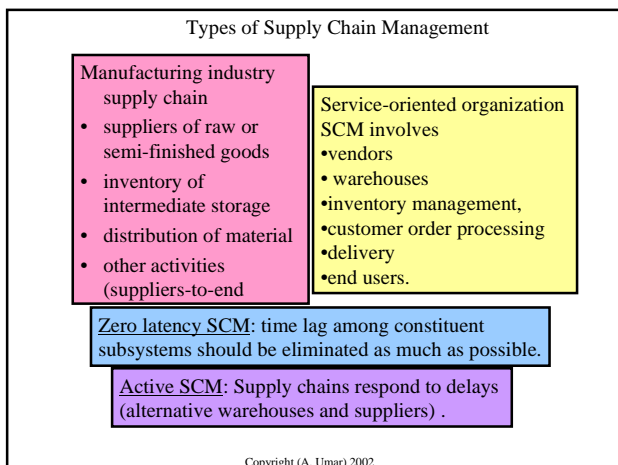 Types of Supply Chain Management
Manufacturing industry
supply chain
• suppliers of raw or
semi-finished goods
• inventory of
intermediate storage
• distribution of material
• other activities
(suppliers-to-end
Service-oriented organization
SCM involves
•vendors
• warehouses
•inventory management,
•customer order processing
•delivery
•end users.
Zero latency SCM: time lag among constituent
subsystems should be eliminated as much as possible.
Active SCM: Supply chains respond to delays
(alternative warehouses and suppliers) .
Copyright (A. Umar) 2002